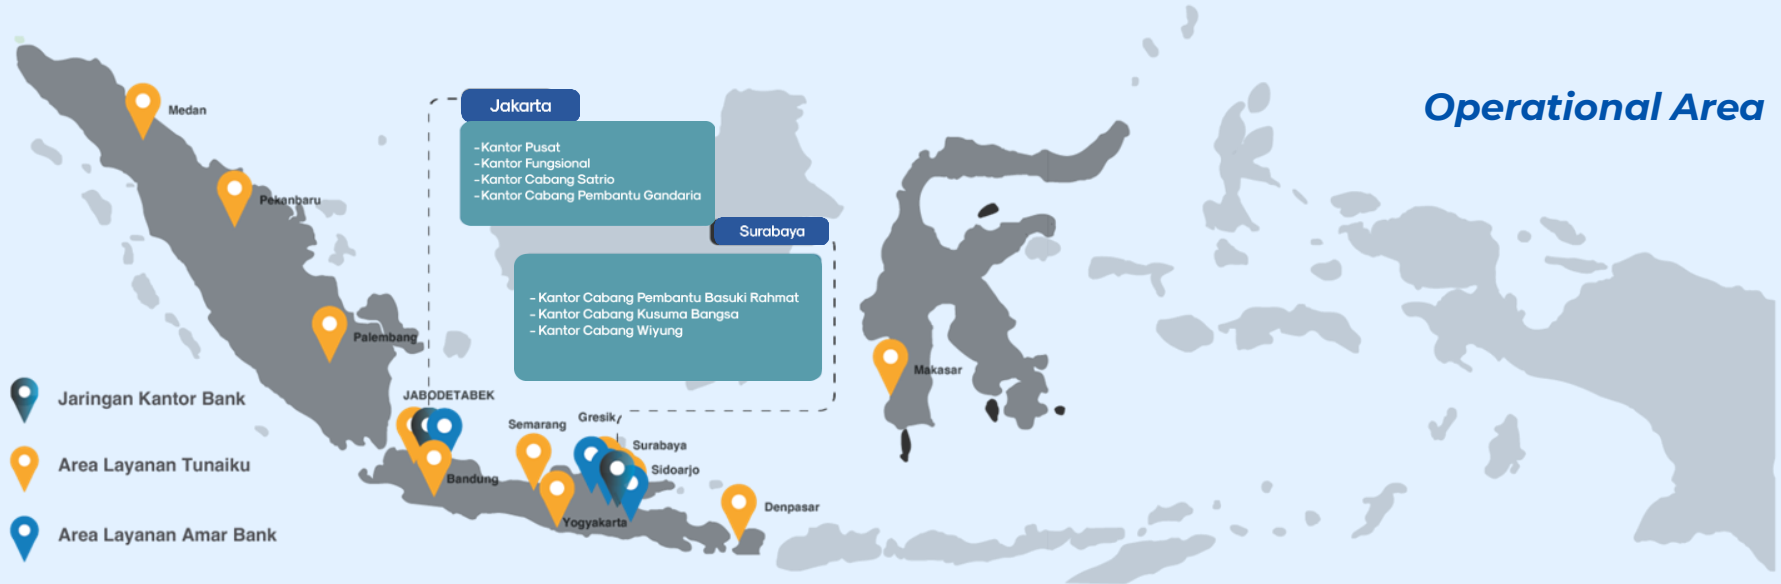 Operational Area
Medan
Pekanbaru
Palembang
Jakarta
- Kantor Pusat
- Kantor Fungsional
- Kantor Cabang Satrio
- Kantor Cabang Pembantu Gandaria
Surabaya
- Kantor Cabang Pembantu Basuki Rahmat
- Kantor Cabang Kusuma Bangsa
- Kantor Cabang Wiyung
Makasar
JABODETABEK
Bandung
Semarang
Yogyakarta
Gresik
Surabaya
Sidoarjo
Denpasar
Jaringan Kantor Bank
Area Layanan Tunaiku
Area Layanan Amar Bank